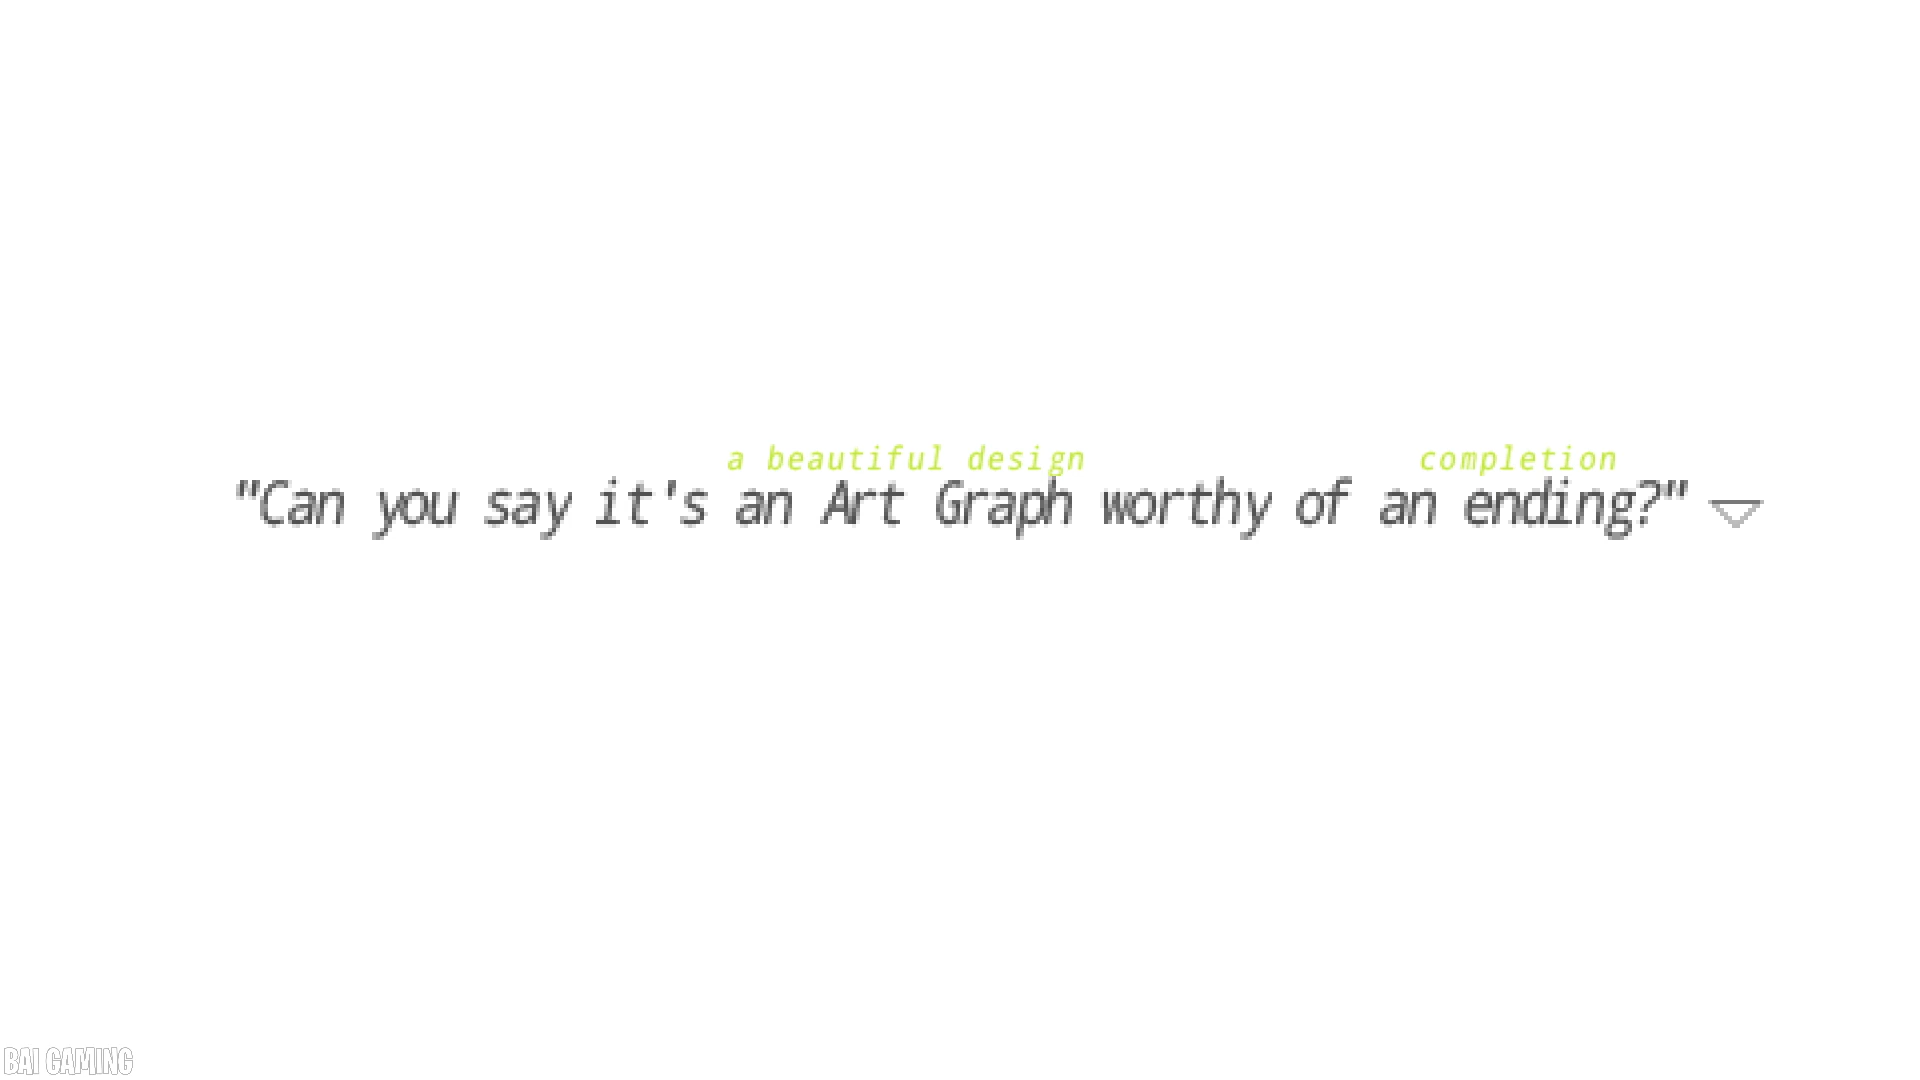 a beautiful design completion
"Can you say it's an Art Graph worthy of an ending?"
BAI GAMING